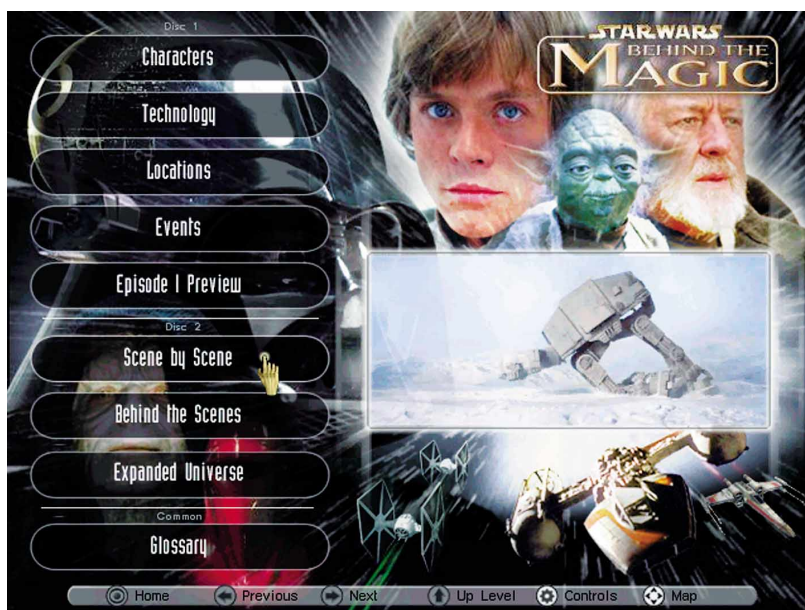 Disc 1
Characters
Technology
Locations
Events
Episode I Preview
Disc 2
Scene by Scene
Behind the Scenes
Expanded Universe
Common
Glossary
STAR WARS
BEHIND THE
MAGIC
Home Previous Next Up Level Controls Map